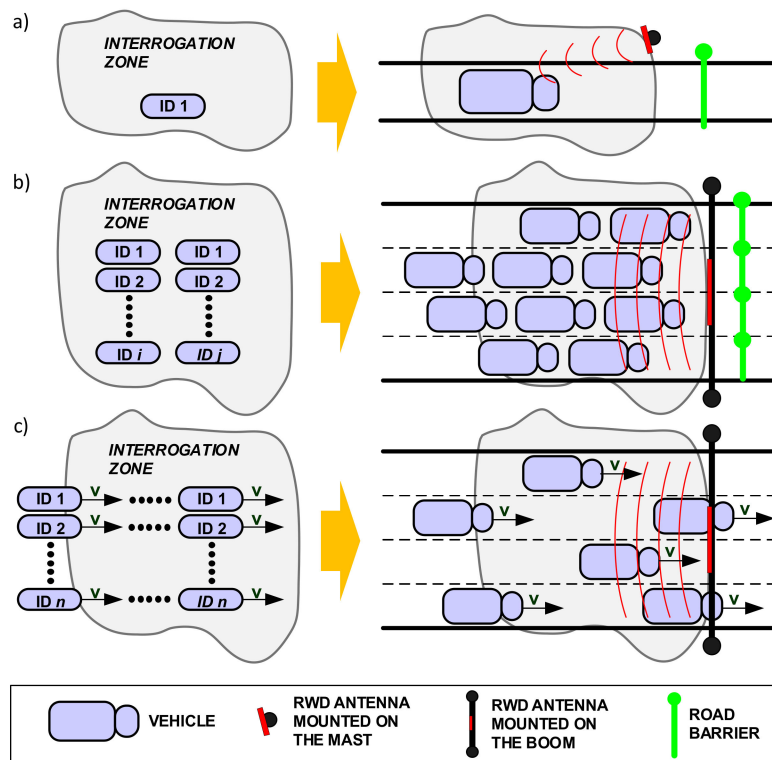 a)
INTERROGATION
ZONE
ID 1
b)
INTERROGATION
ZONE
ID 1 ID 1
ID 2 ID 2
ID i ID j
c)
INTERROGATION
ZONE
ID 1 V ID 1 V
ID 2 V V
ID n V ID n V
V
V V
V
V V
VEHICLE
RWD ANTENNA
MOUNTED ON
THE MAST
RWD ANTENNA
MOUNTED ON
THE BOOM
ROAD
BARRIER